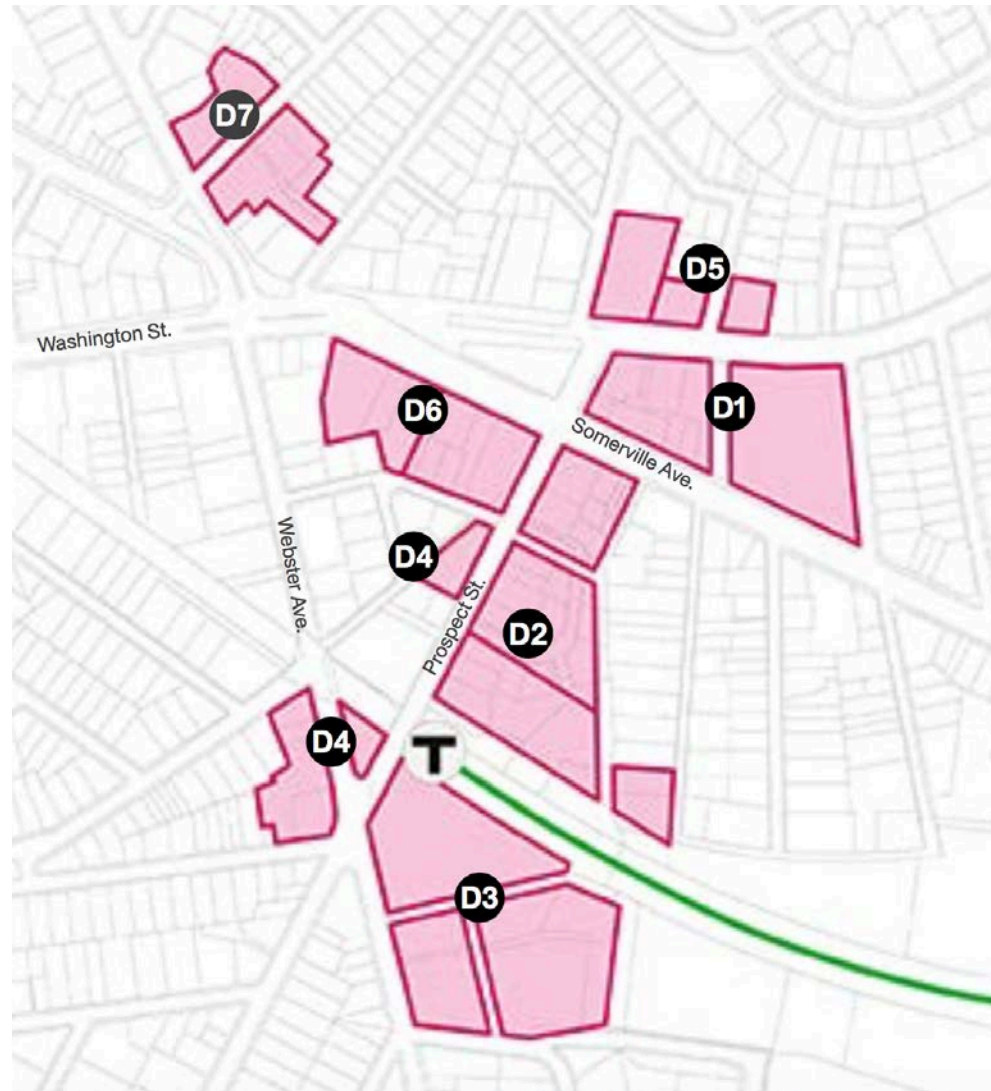 D7
D5
Washington St.
D6
D1
Somerville Ave.
D4
Webster Ave.
Prospect St.
D2
D4
T
D3